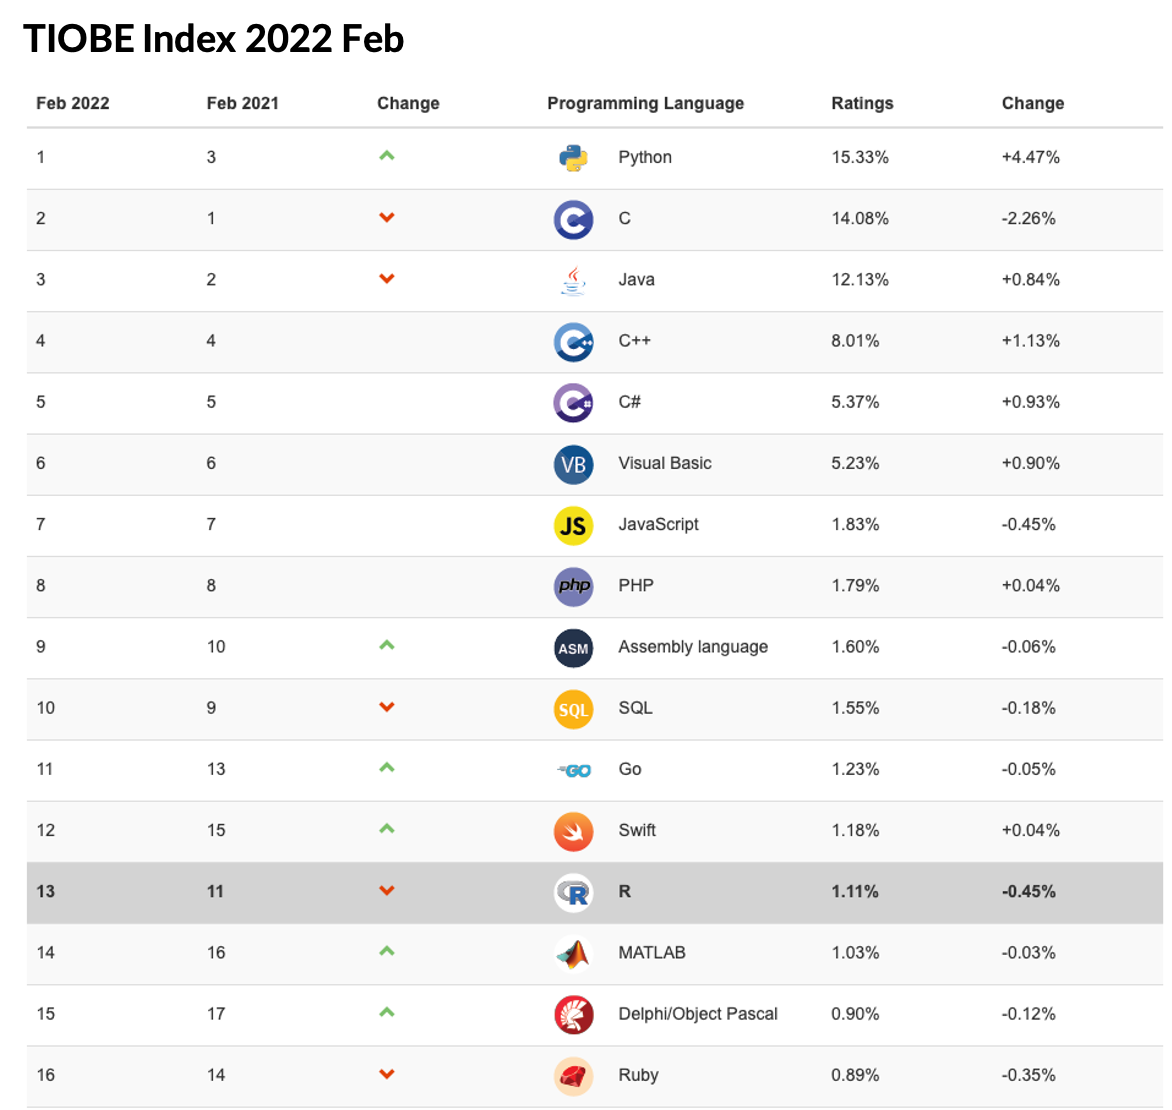 TIOBE Index 2022 Feb
Feb 2022 Feb 2021 Change Programming Language Ratings Change
1 3 Python 15.33% +4.47%
2 1 C C 14.08% -2.26%
3 2 Java 12.13% +0.84%
4 4 C++ C++ 8.01% +1.13%
5 5 C# C# 5.37% +0.93%
6 6 VB Visual Basic 5.23% +0.90%
7 7 JS JavaScript 1.83% -0.45%
8 8 php PHP 1.79% +0.04%
9 10 ASM Assembly language 1.60% -0.06%
10 9 SQL SQL 1.55% -0.18%
11 13 GO Go 1.23% -0.05%
12 15 Swift 1.18% +0.04%
13 11 R R 1.11% -0.45%
14 16 MATLAB 1.03% -0.03%
15 17 Delphi/Object Pascal 0.90% -0.12%
16 14 Ruby 0.89% -0.35%